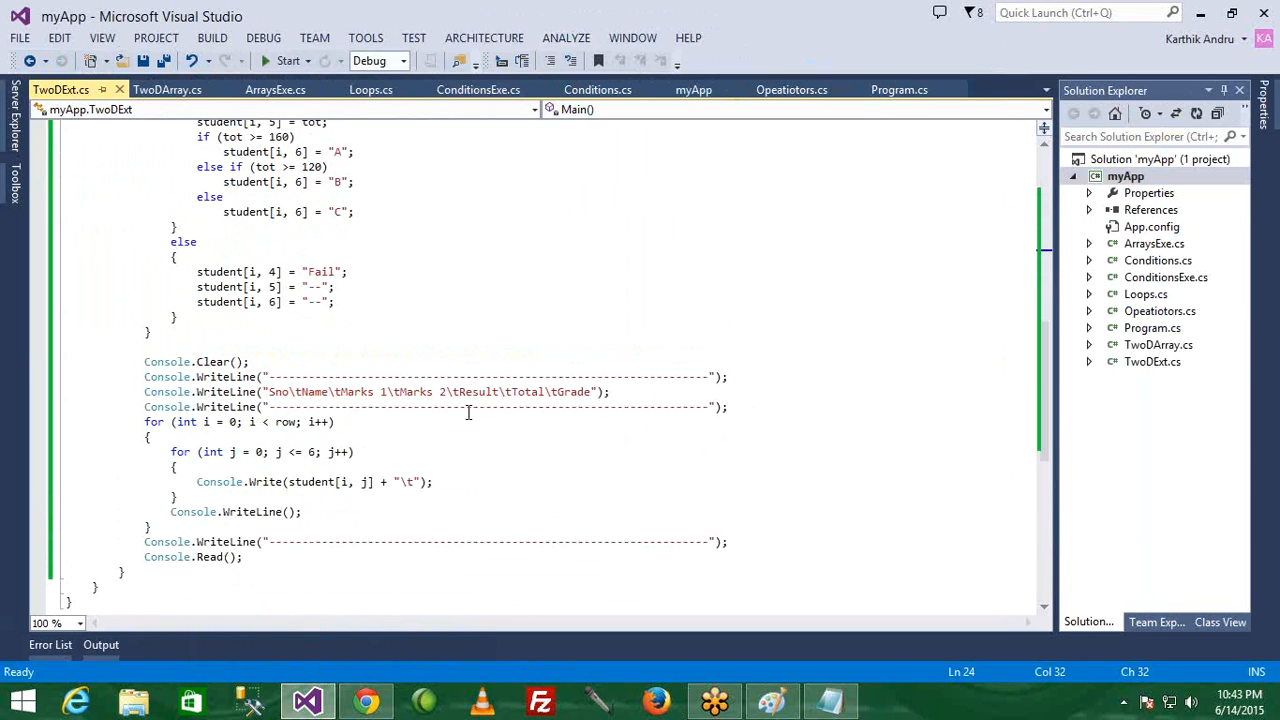 myApp - Microsoft Visual Studio
8
Quick Launch (Ctrl+Q)
FILE EDIT VIEW PROJECT BUILD DEBUG TEAM TOOLS TEST ARCHITECTURE ANALYZE WINDOW HELP
Karthik Andru
KA
Start
Debug
Server Explorer
Toolbox
TwoDExt.cs TwoDArray.cs ArraysExe.cs Loops.cs ConditionsExe.cs Conditions.cs myApp Opeatiotors.cs Program.cs
myApp.TwoDExt
Main()
student[i, 5] = tot;
if (tot >= 160)
student[i, 6] = "A";
else if (tot >= 120)
student[i, 6] = "B";
else
student[i, 6] = "C";
}
else
{
student[i, 4] = "Fail";
student[i, 5] = "--";
student[i, 6] = "--";
}
}
Console.Clear();
Console.WriteLine("-------------------------------------------------------------------");
Console.WriteLine("Sno\tName\tMarks 1\tMarks 2\tResult\tTotal\tGrade");
Console.WriteLine("-------------------------------------------------------------------");
for (int i = 0; i < row; i++)
{
for (int j = 0; j <= 6; j++)
{
Console.Write(student[i, j] + "\t");
}
Console.WriteLine();
}
Console.WriteLine("-------------------------------------------------------------------");
Console.Read();
}
}
}
100 %
Error List Output
Solution Explorer
Search Solution Explorer (Ctrl+;)
Solution 'myApp' (1 project)
C# myApp
Properties
References
App.config
C# ArraysExe.cs
C# Conditions.cs
C# ConditionsExe.cs
C# Loops.cs
C# Opeatiotors.cs
C# Program.cs
C# TwoDArray.cs
C# TwoDExt.cs
Solution... Team Exp... Class View
Properties
Ready
Ln 24
Col 32
Ch 32
INS
10:43 PM
6/14/2015